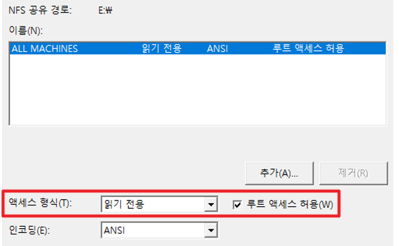 NFS 공유 경로: E:₩
이름(N):
ALL MACHINES 읽기 전용 ANSI 루트 액세스 허용
추가(A)... 제거(R)
액세스 형식(T): 읽기 전용 루트 액세스 허용(W)
인코딩(E): ANSI